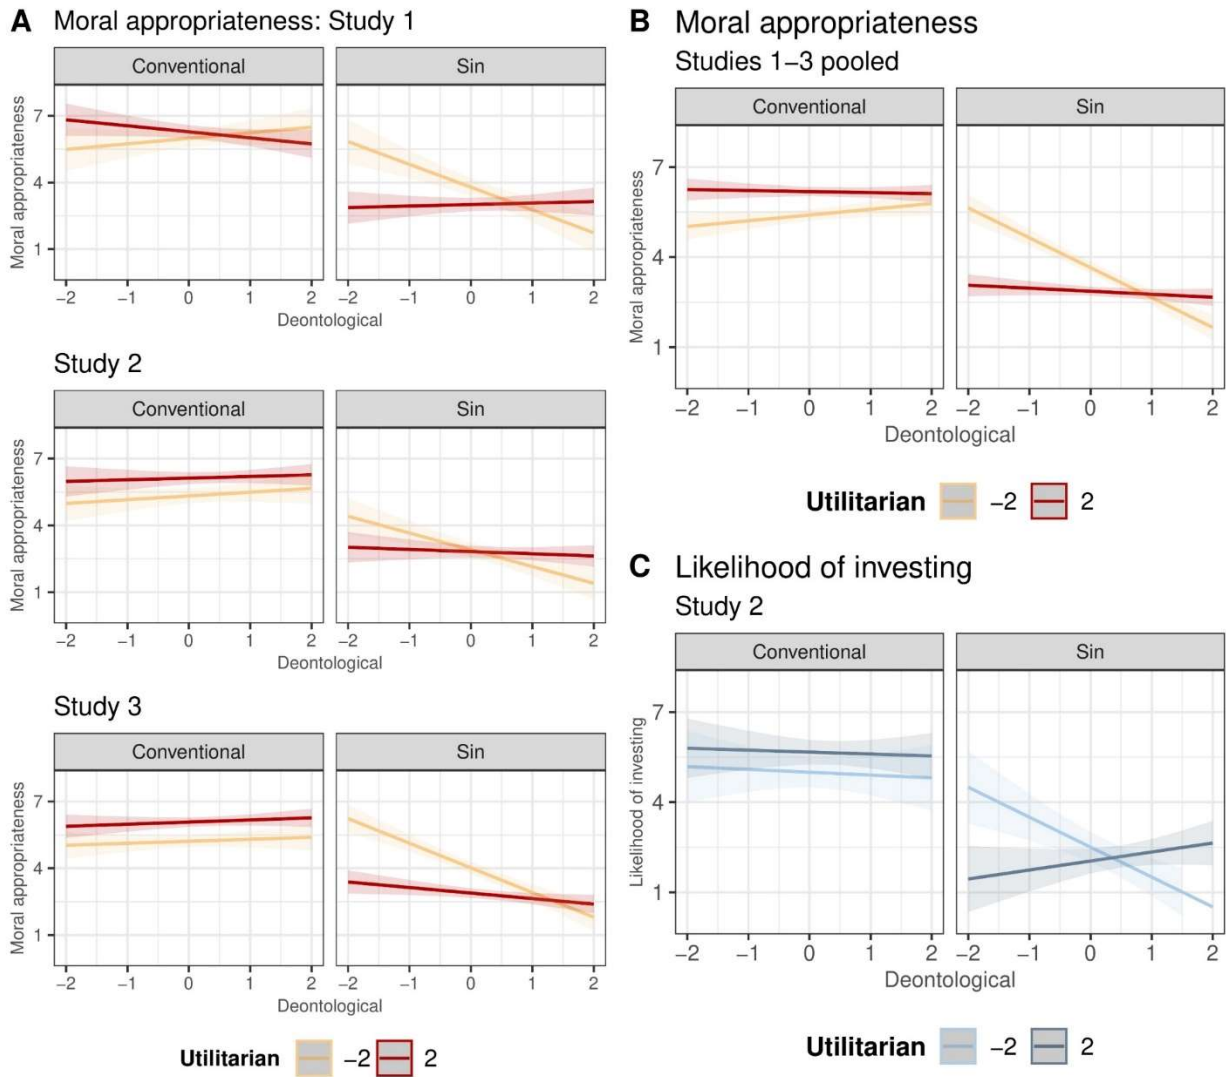 A Moral appropriateness: Study 1
Conventional Sin
Moral appropriateness
7
4
1
−2 −1 0 1 2 −2 −1 0 1 2
Deontological
Study 2
Conventional Sin
Moral appropriateness
7
4
1
−2 −1 0 1 2 −2 −1 0 1 2
Deontological
Study 3
Conventional Sin
Moral appropriateness
7
4
1
−2 −1 0 1 2 −2 −1 0 1 2
Deontological
Utilitarian −2 2
B Moral appropriateness
Studies 1−3 pooled
Conventional Sin
Moral appropriateness
7
4
1
−2 −1 0 1 2 −2 −1 0 1 2
Deontological
Utilitarian −2 2
C Likelihood of investing
Study 2
Conventional Sin
Likelihood of investing
7
4
1
−2 −1 0 1 2 −2 −1 0 1 2
Deontological
Utilitarian −2 2